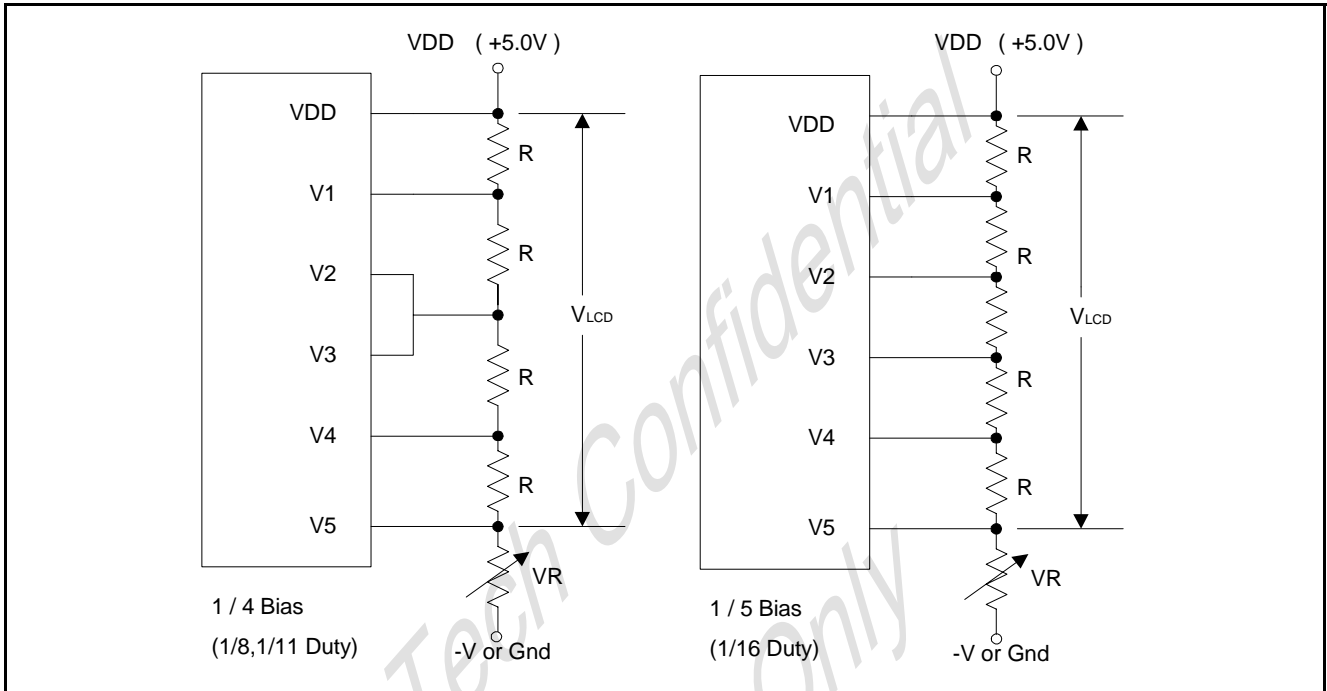 VDD ( +5.0V )
VDD
R
V1
R
V2
V3
R
V4
R
V5
VR
VLCD
1 / 4 Bias
(1/8,1/11 Duty)
-V or Gnd
VDD ( +5.0V )
VDD
R
V1
R
V2
V3
R
V4
R
V5
VR
VLCD
1 / 5 Bias
(1/16 Duty)
-V or Gnd
Tech Confidential
Only